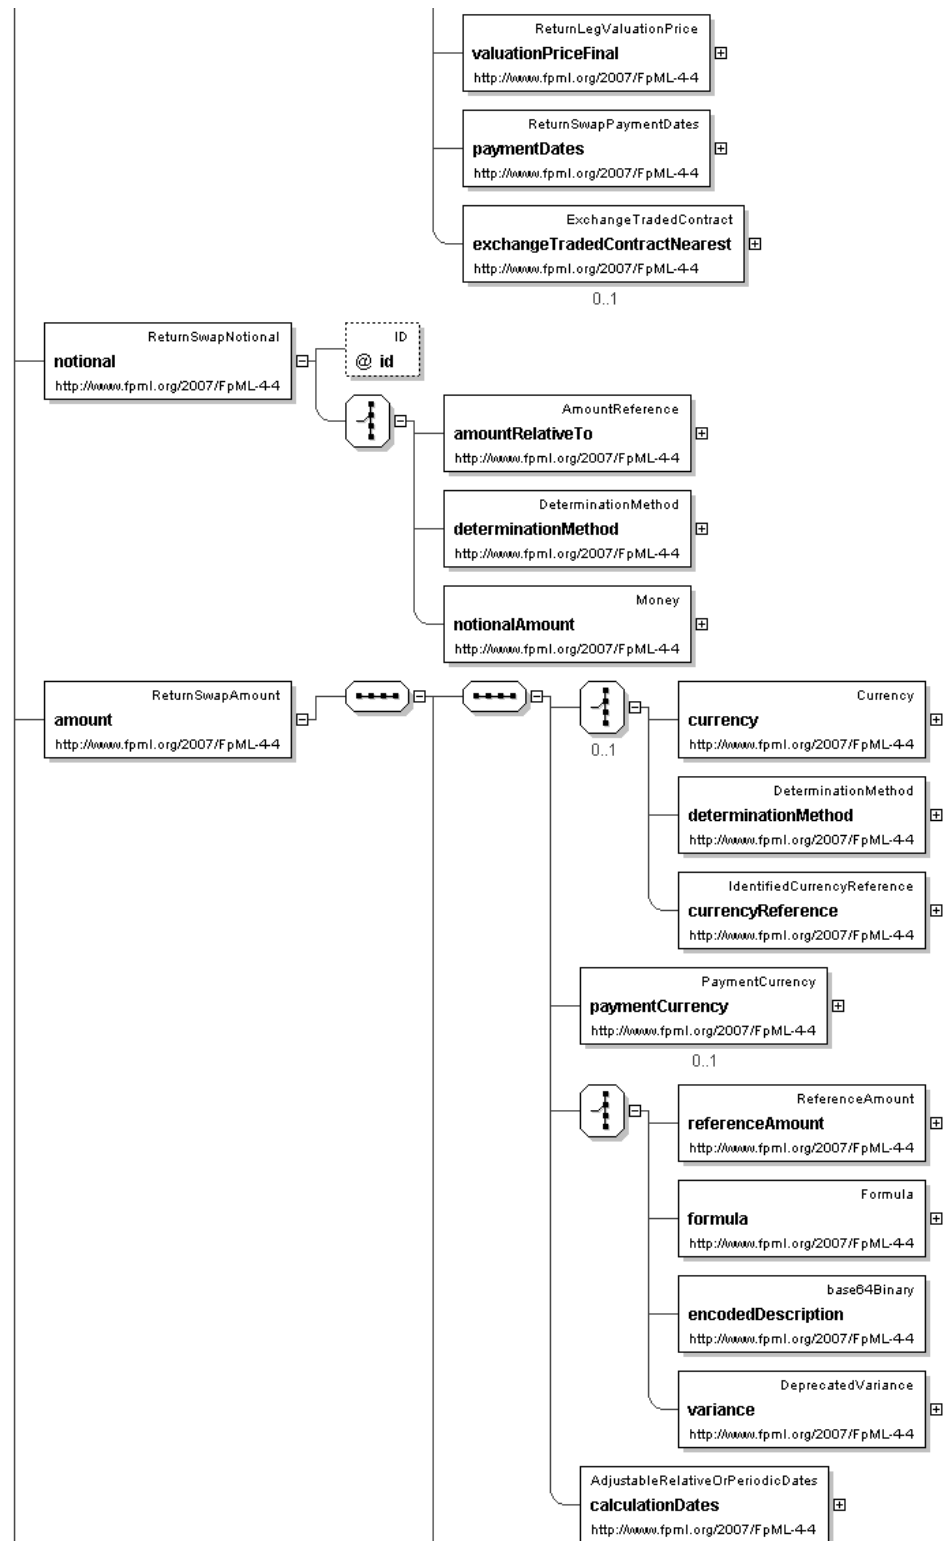 ReturnLegValuationPrice
valuationPriceFinal
http://www.fpml.org/2007/FpML-4-4
ReturnSwapPaymentDates
paymentDates
http://www.fpml.org/2007/FpML-4-4
ExchangeTradedContract
exchangeTradedContractNearest
http://www.fpml.org/2007/FpML-4-4
0..1
ReturnSwapNotional
notional
http://www.fpml.org/2007/FpML-4-4
ID
@ id
AmountReference
amountRelativeTo
http://www.fpml.org/2007/FpML-4-4
DeterminationMethod
determinationMethod
http://www.fpml.org/2007/FpML-4-4
Money
notionalAmount
http://www.fpml.org/2007/FpML-4-4
ReturnSwapAmount
amount
http://www.fpml.org/2007/FpML-4-4
0..1
Currency
currency
http://www.fpml.org/2007/FpML-4-4
DeterminationMethod
determinationMethod
http://www.fpml.org/2007/FpML-4-4
IdentifiedCurrencyReference
currencyReference
http://www.fpml.org/2007/FpML-4-4
PaymentCurrency
paymentCurrency
http://www.fpml.org/2007/FpML-4-4
0..1
ReferenceAmount
referenceAmount
http://www.fpml.org/2007/FpML-4-4
Formula
formula
http://www.fpml.org/2007/FpML-4-4
base64Binary
encodedDescription
http://www.fpml.org/2007/FpML-4-4
DeprecatedVariance
variance
http://www.fpml.org/2007/FpML-4-4
AdjustableRelativeOrPeriodicDates
calculationDates
http://www.fpml.org/2007/FpML-4-4